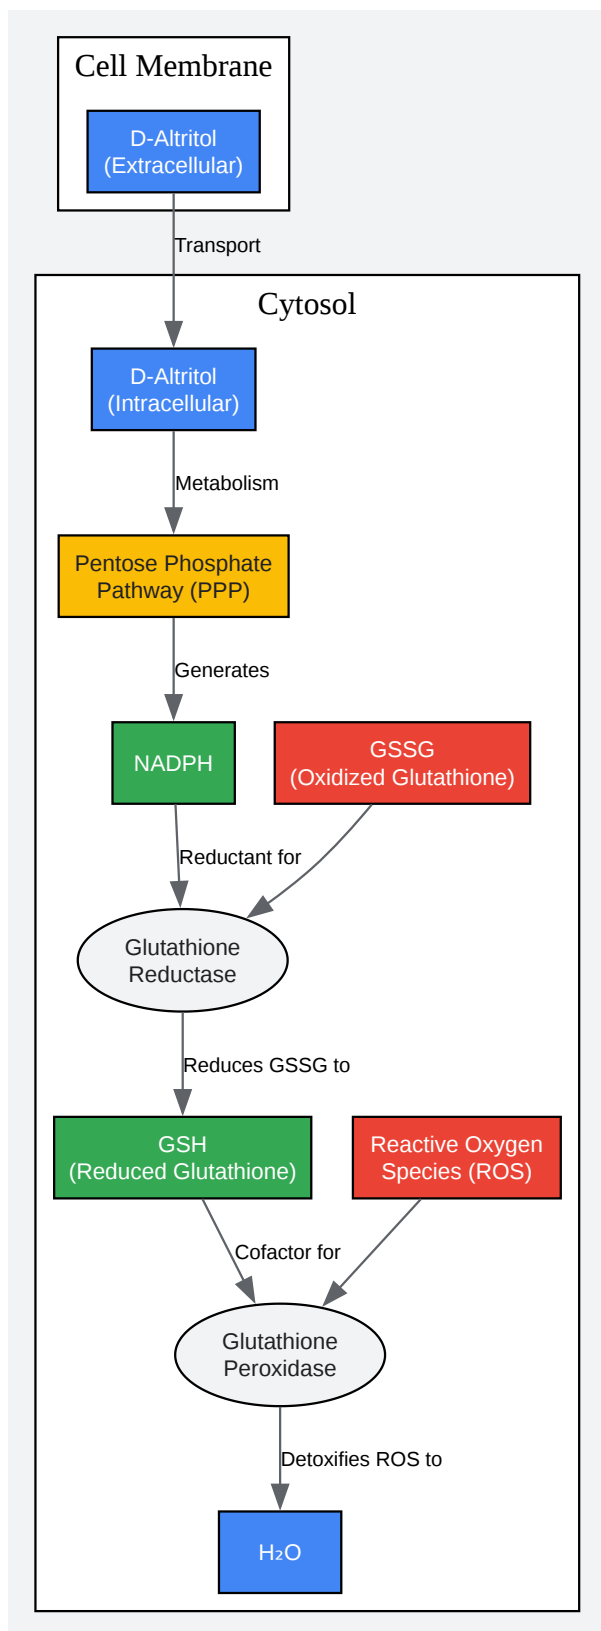 Cell Membrane
D-Altritol
(Extracellular)
Transport
Cytosol
D-Altritol
(Intracellular)
Metabolism
Pentose Phosphate
Pathway (PPP)
Generates
NADPH
GSSG
(Oxidized Glutathione)
Reductant for
Glutathione
Reductase
Reduces GSSG to
GSH
(Reduced Glutathione)
Reactive Oxygen
Species (ROS)
Cofactor for
Glutathione
Peroxidase
Detoxifies ROS to
H₂O